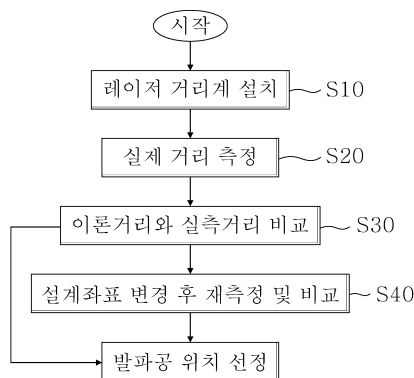 시작
레이저 거리계 설치 S10
실제 거리 측정 S20
이론거리와 실측거리 비교 S30
설계좌표 변경 후 재측정 및 비교 S40
발파공 위치 선정